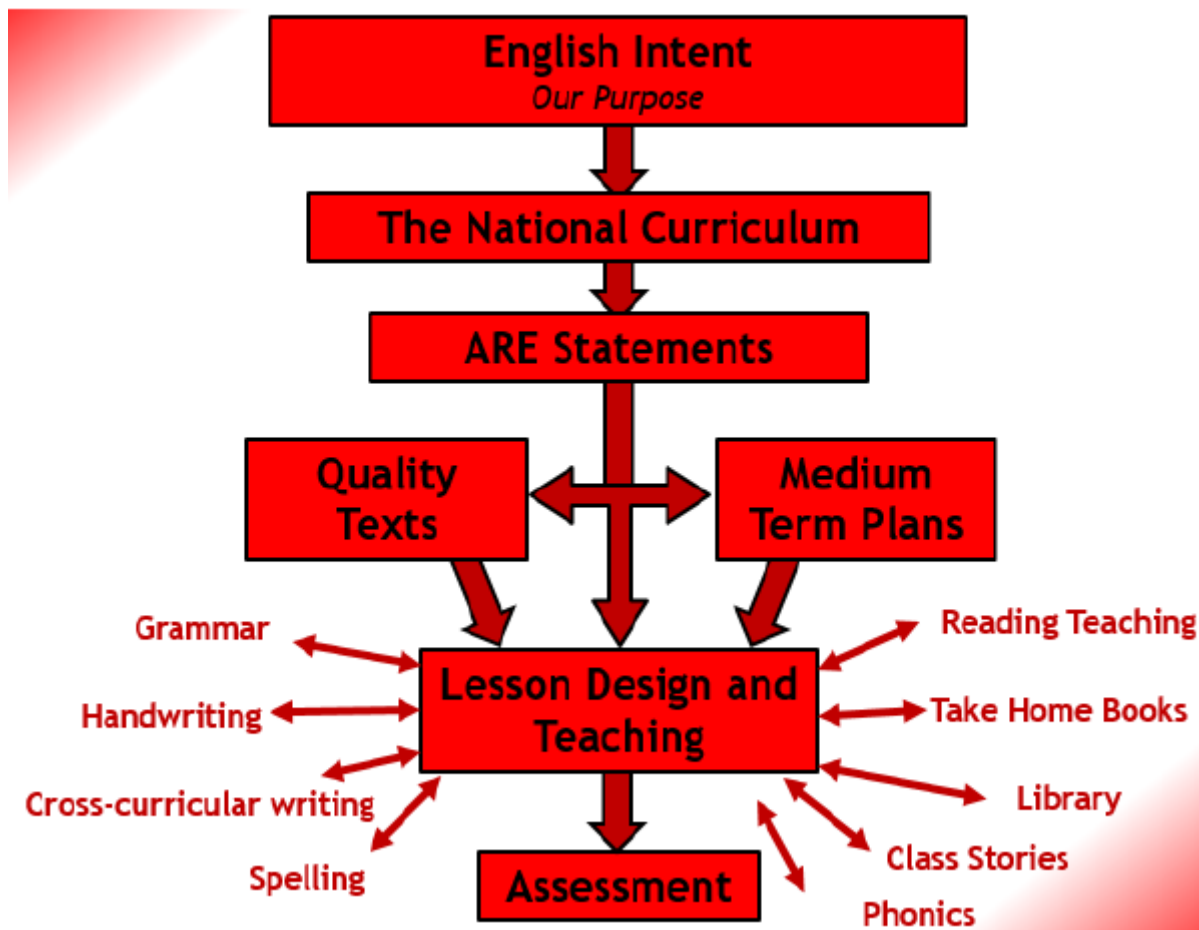 English Intent
Our Purpose
The National Curriculum
ARE Statements
Quality
Texts
Medium
Term Plans
Grammar
Handwriting
Cross-curricular writing
Spelling
Lesson Design and
Teaching
Reading Teaching
Take Home Books
Library
Class Stories
Phonics
Assessment